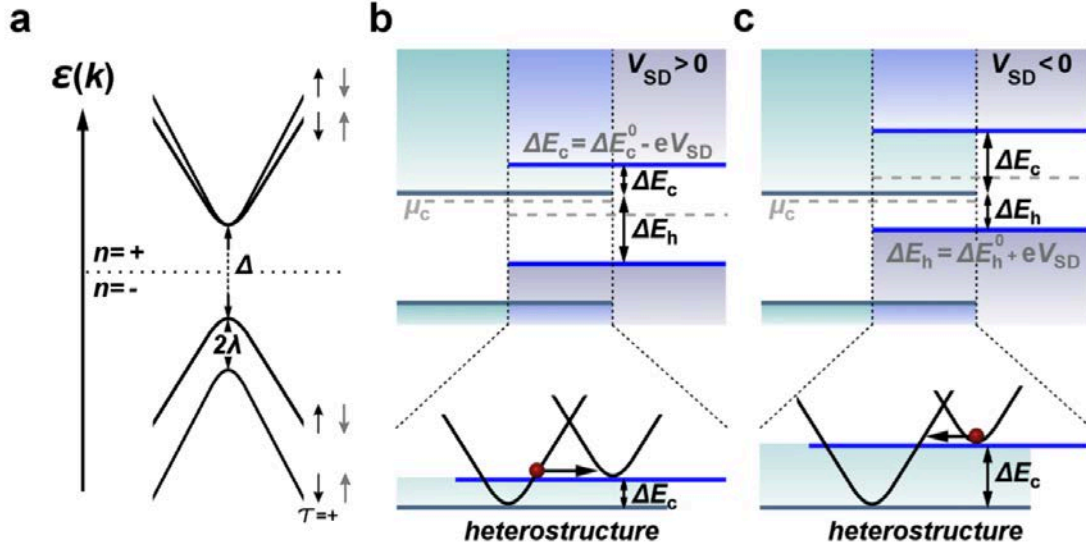 a
ε(k)
n=+
n=-
Δ
2λ
τ=+
b
V_SD > 0
ΔE_c = ΔE_c^0 - eV_SD
ΔE_c
μ_c
ΔE_h
ΔE_c
heterostructure
c
V_SD < 0
ΔE_c
μ_c
ΔE_h
ΔE_h = ΔE_h^0 + eV_SD
ΔE_c
heterostructure